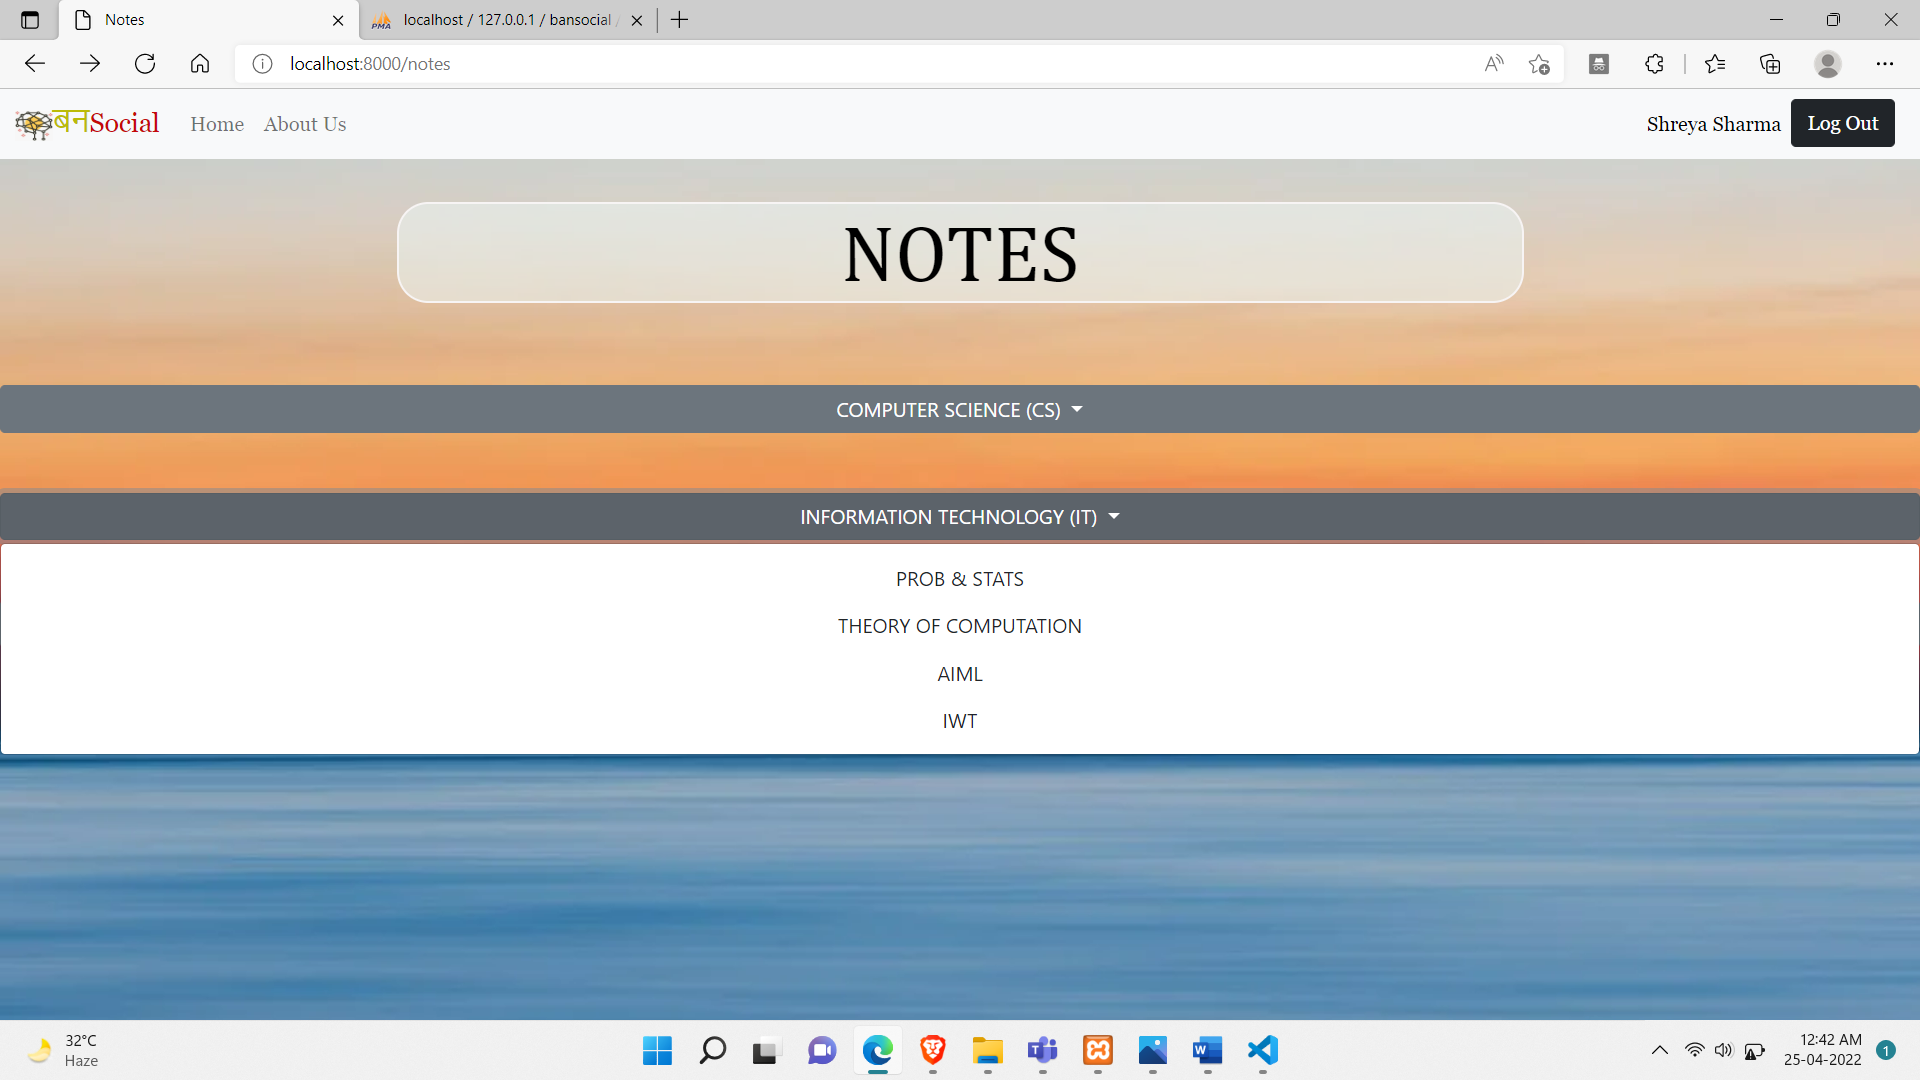 Notes
localhost / 127.0.0.1 / bansocial
localhost:8000/notes
बनSocial
Home
About Us
Shreya Sharma
Log Out
NOTES
COMPUTER SCIENCE (CS)
INFORMATION TECHNOLOGY (IT)
PROB & STATS
THEORY OF COMPUTATION
AIML
IWT
32°C
Haze
12:42 AM
25-04-2022
1